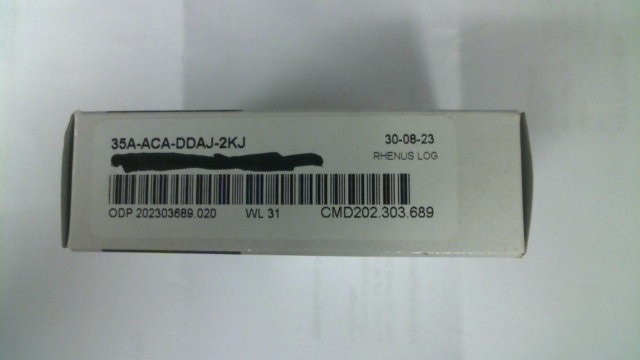 35A-ACA-DDAJ-2KJ 30-08-23
RHENUS LOG
ODP 202303689.020 WL 31 CMD202.303.689